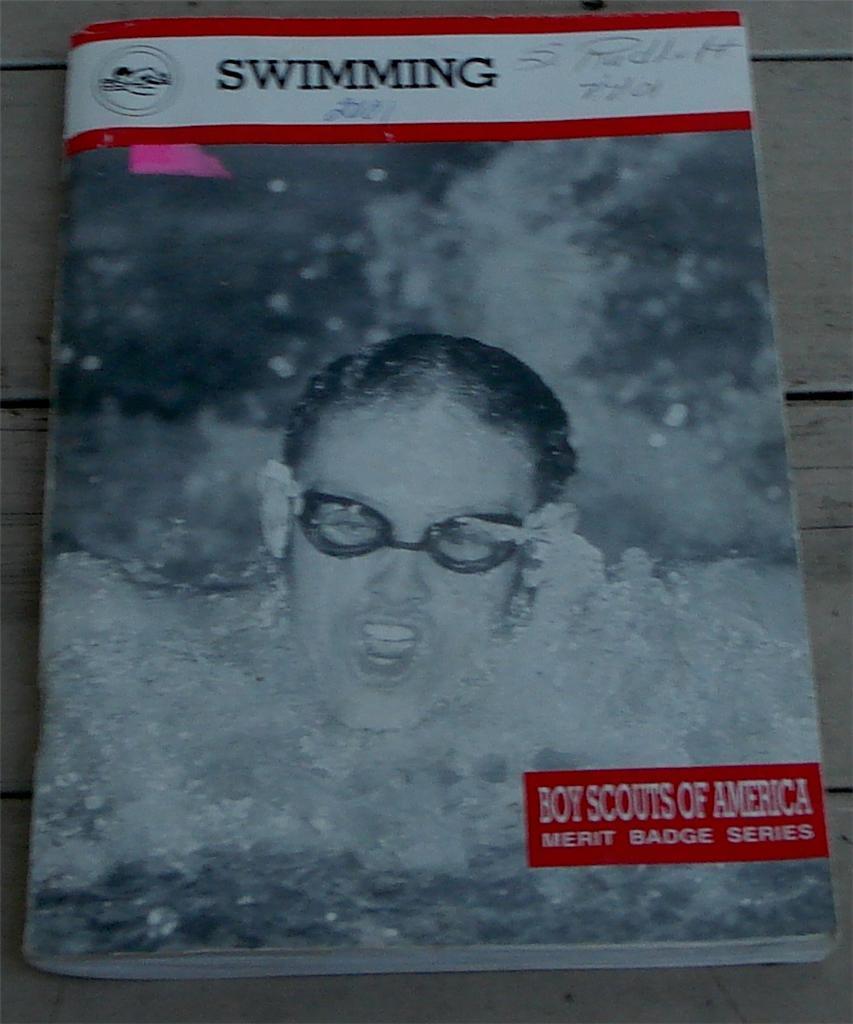 SWIMMING
BOY SCOUTS OF AMERICA
MERIT BADGE SERIES